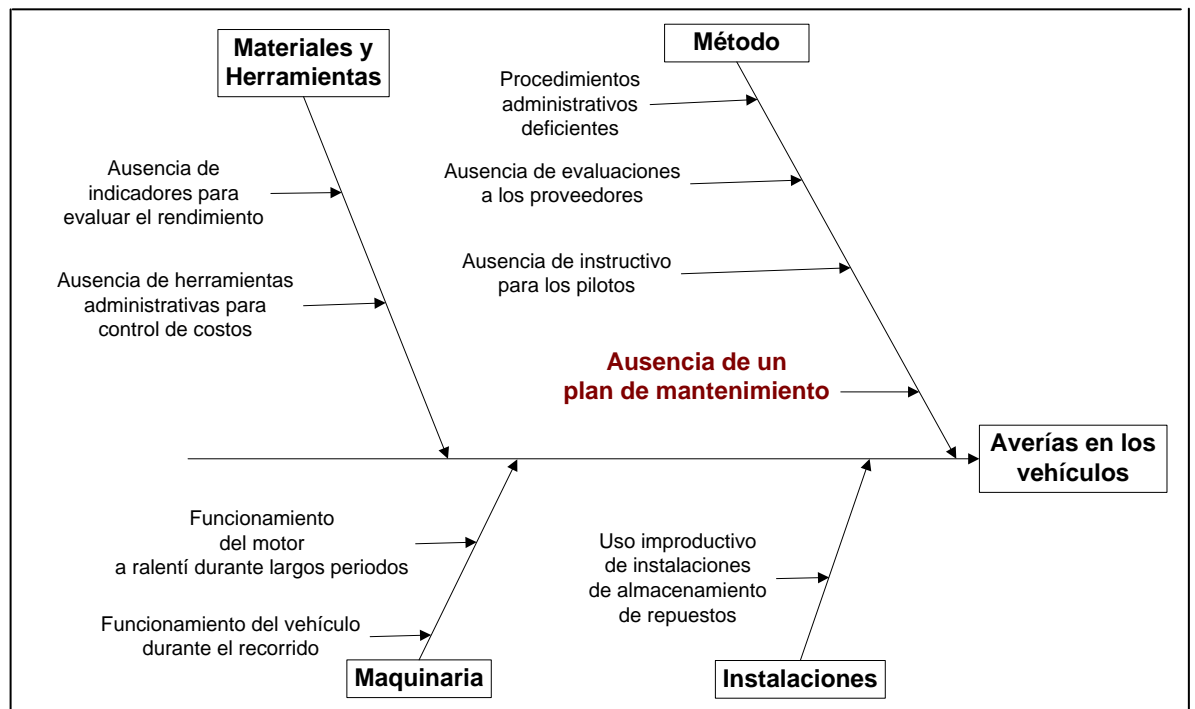 Materiales y
Herramientas
Método
Procedimientos
administrativos
deficientes
Ausencia de
indicadores para
evaluar el rendimiento
Ausencia de evaluaciones
a los proveedores
Ausencia de herramientas
administrativas para
control de costos
Ausencia de instructivo
para los pilotos
Ausencia de un
plan de mantenimiento
Averías en los
vehículos
Funcionamiento
del motor
a ralentí durante largos periodos
Uso improductivo
de instalaciones
de almacenamiento
de repuestos
Funcionamiento del vehículo
durante el recorrido
Maquinaria
Instalaciones